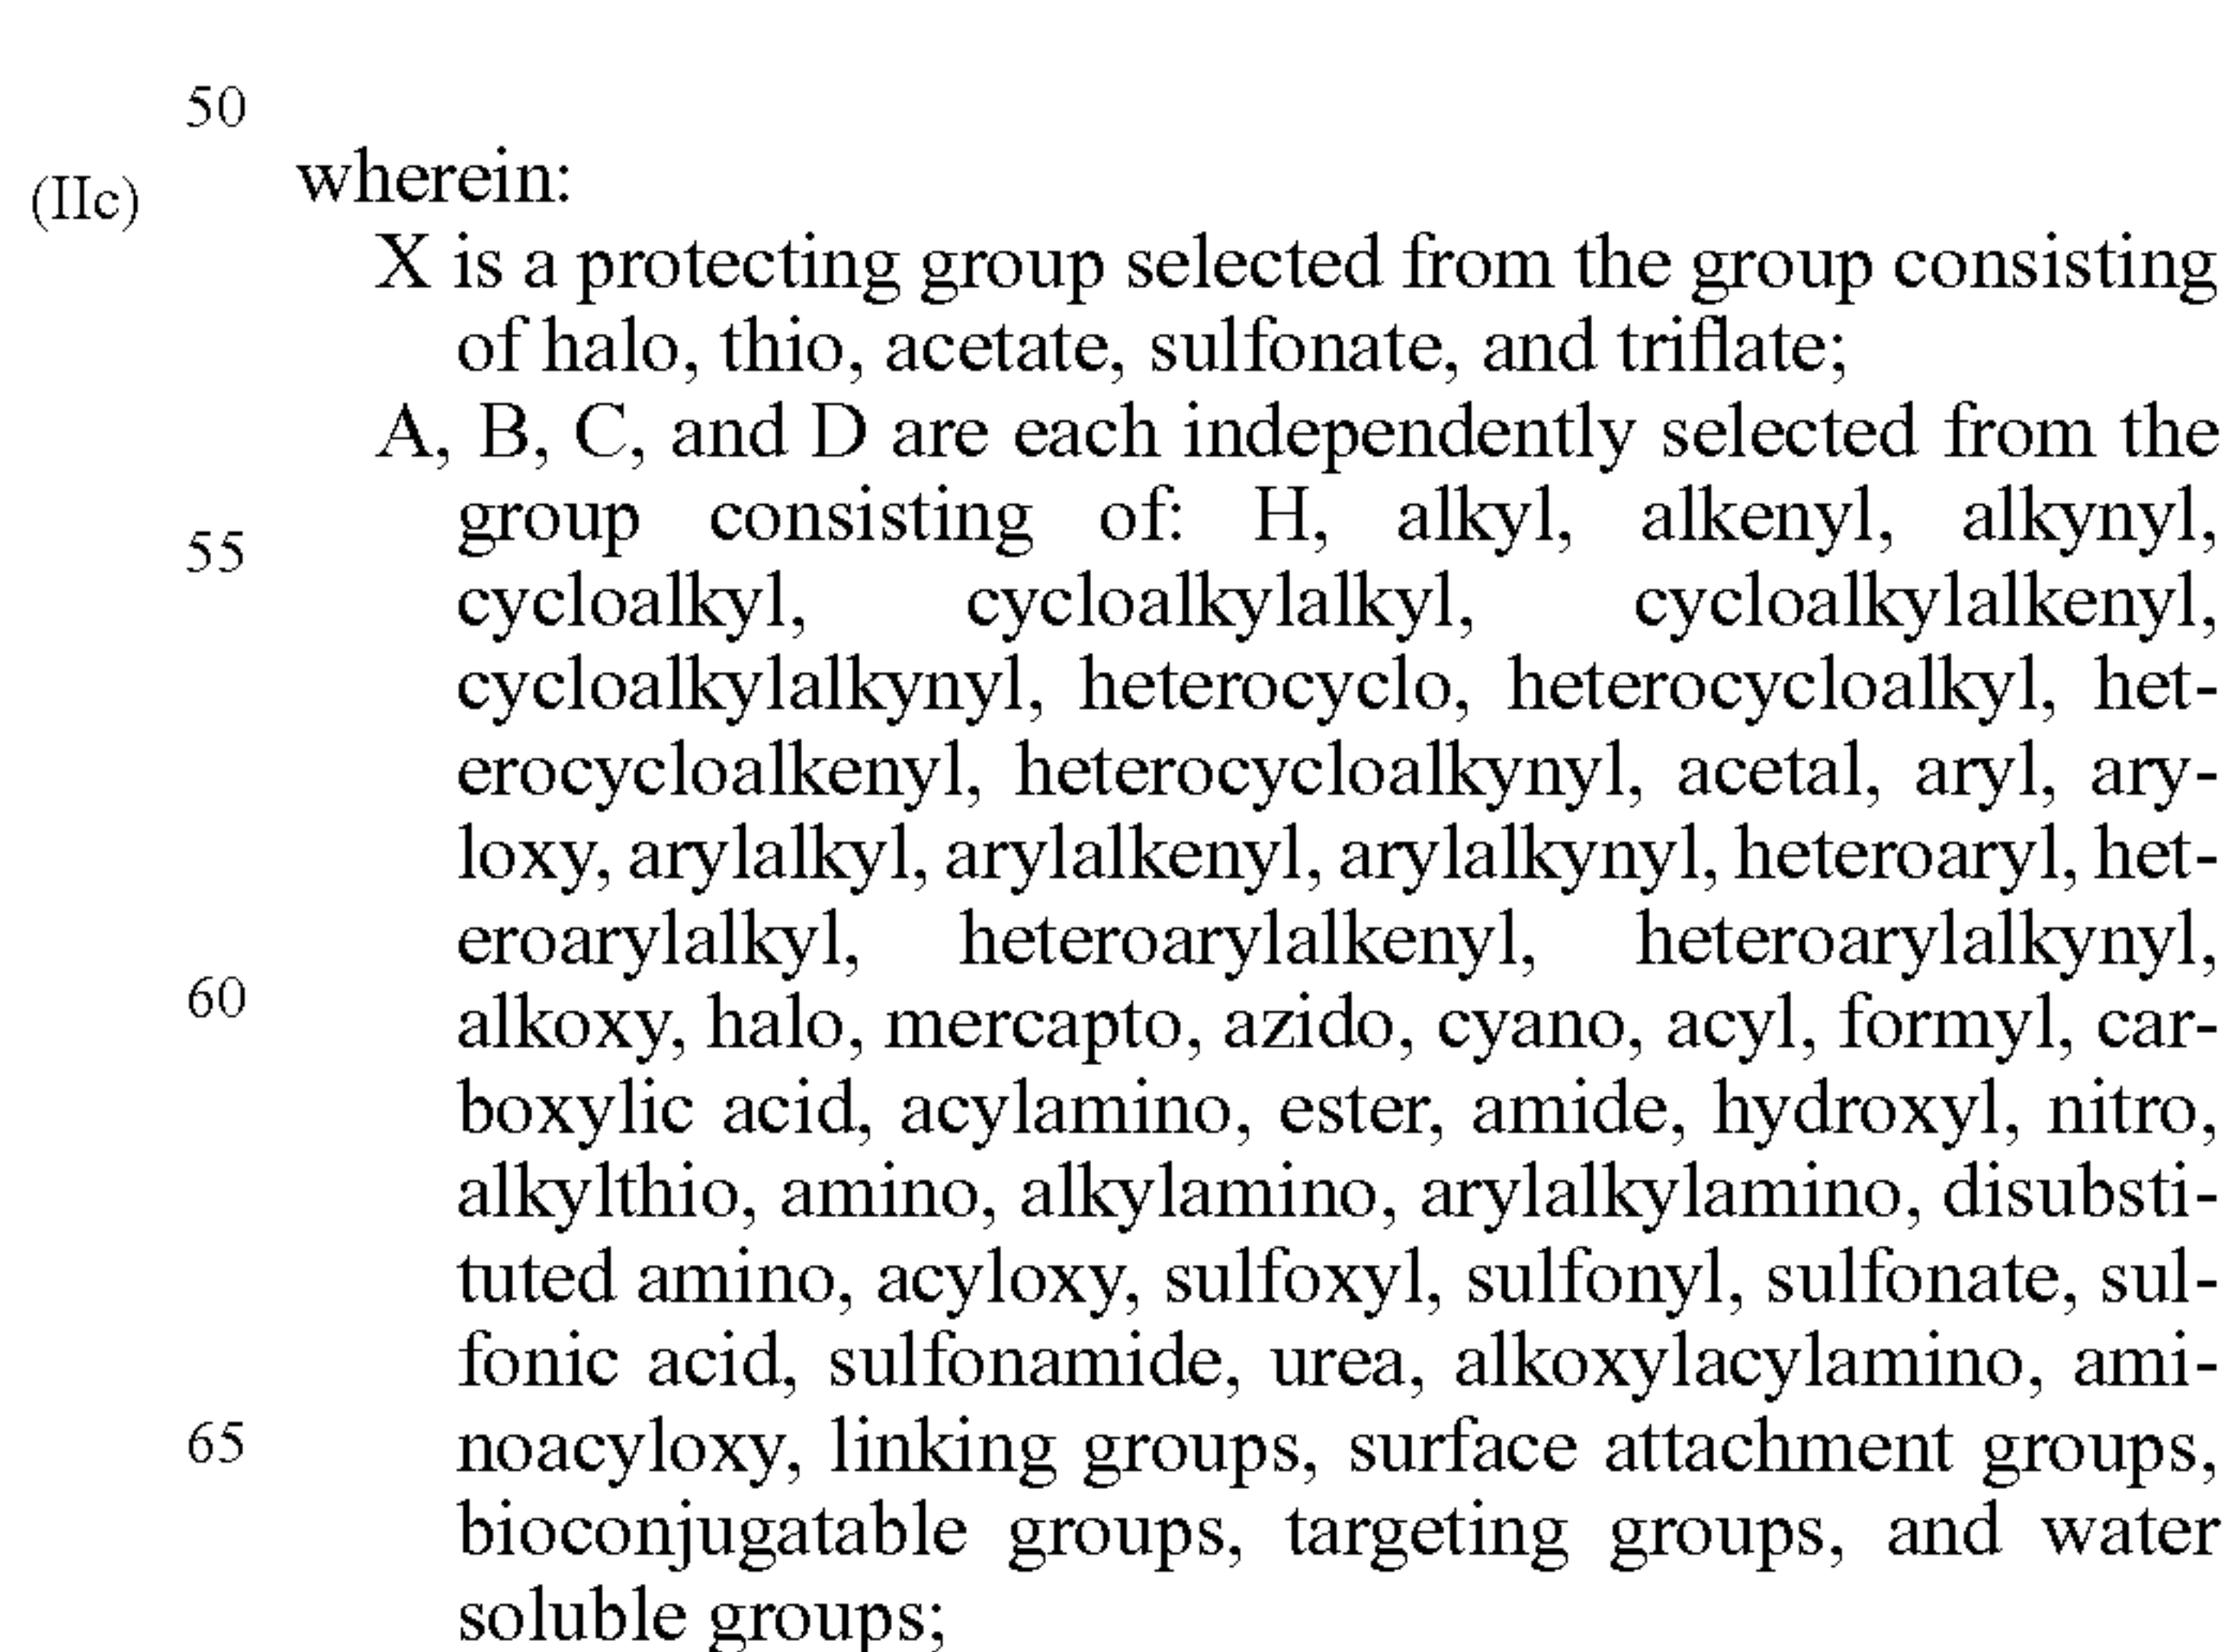 50
(IIc)
wherein:
X is a protecting group selected from the group consisting
of halo, thio, acetate, sulfonate, and triflate;
A, B, C, and D are each independently selected from the
group consisting of: H, alkyl, alkenyl, alkynyl,
55
cycloalkyl, cycloalkylalkyl, cycloalkylalkenyl,
cycloalkylalkynyl, heterocyclo, heterocycloalkyl, het-
erocycloalkenyl, heterocycloalkynyl, acetal, aryl, ary-
loxy, arylalkyl, arylalkenyl, arylalkynyl, heteroaryl, het-
eroarylalkyl, heteroarylalkenyl, heteroarylalkynyl,
60
alkoxy, halo, mercapto, azido, cyano, acyl, formyl, car-
boxylic acid, acylamino, ester, amide, hydroxyl, nitro,
alkylthio, amino, alkylamino, arylalkylamino, disubsti-
tuted amino, acyloxy, sulfoxyl, sulfonyl, sulfonate, sul-
fonic acid, sulfonamide, urea, alkoxylacylamino, ami-
65
noacyloxy, linking groups, surface attachment groups,
bioconjugatable groups, targeting groups, and water
soluble groups;